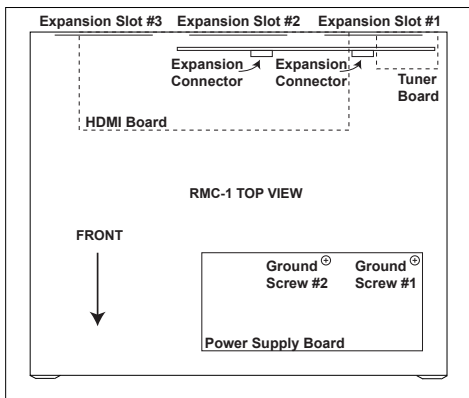 Expansion Slot #3 Expansion Slot #2 Expansion Slot #1
Expansion Connector
Expansion Connector
Tuner Board
HDMI Board
RMC-1 TOP VIEW
FRONT
Ground Screw #2
Ground Screw #1
Power Supply Board